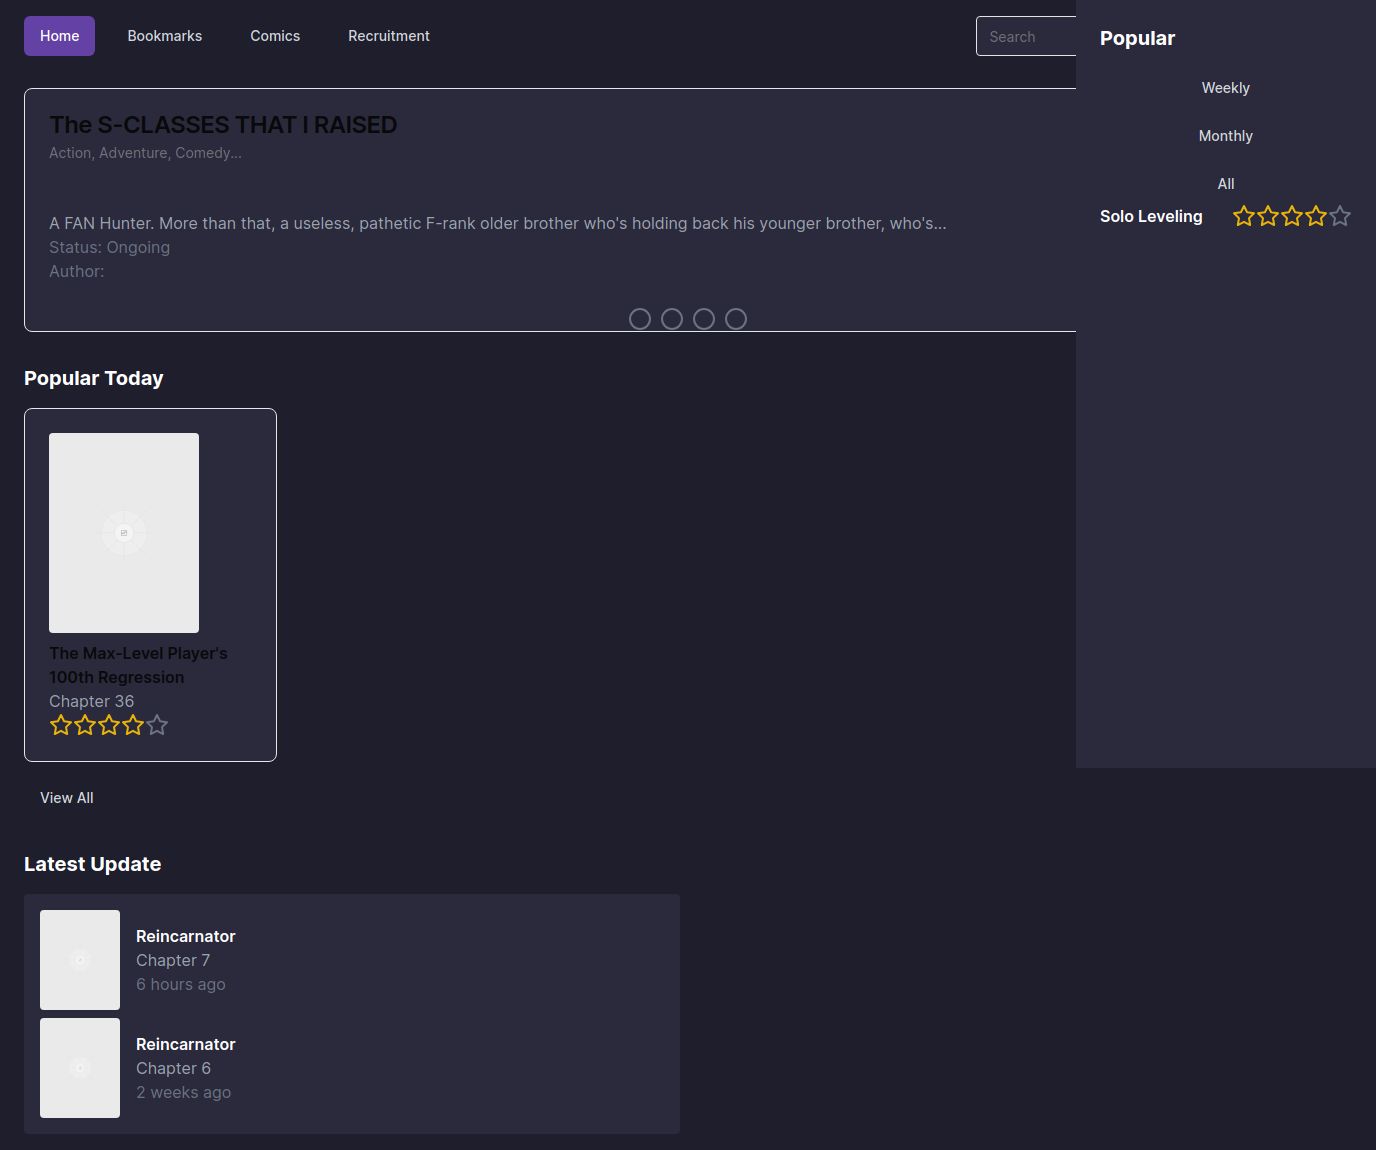 Home
Bookmarks
Comics
Recruitment
Search
The S-CLASSES THAT I RAISED
Action, Adventure, Comedy...
A FAN Hunter. More than that, a useless, pathetic F-rank older brother who's holding back his younger brother, who's...
Status: Ongoing
Author:
Popular
Weekly
Monthly
All
Solo Leveling
Popular Today
The Max-Level Player's
100th Regression
Chapter 36
View All
Latest Update
Reincarnator
Chapter 7
6 hours ago
Reincarnator
Chapter 6
2 weeks ago